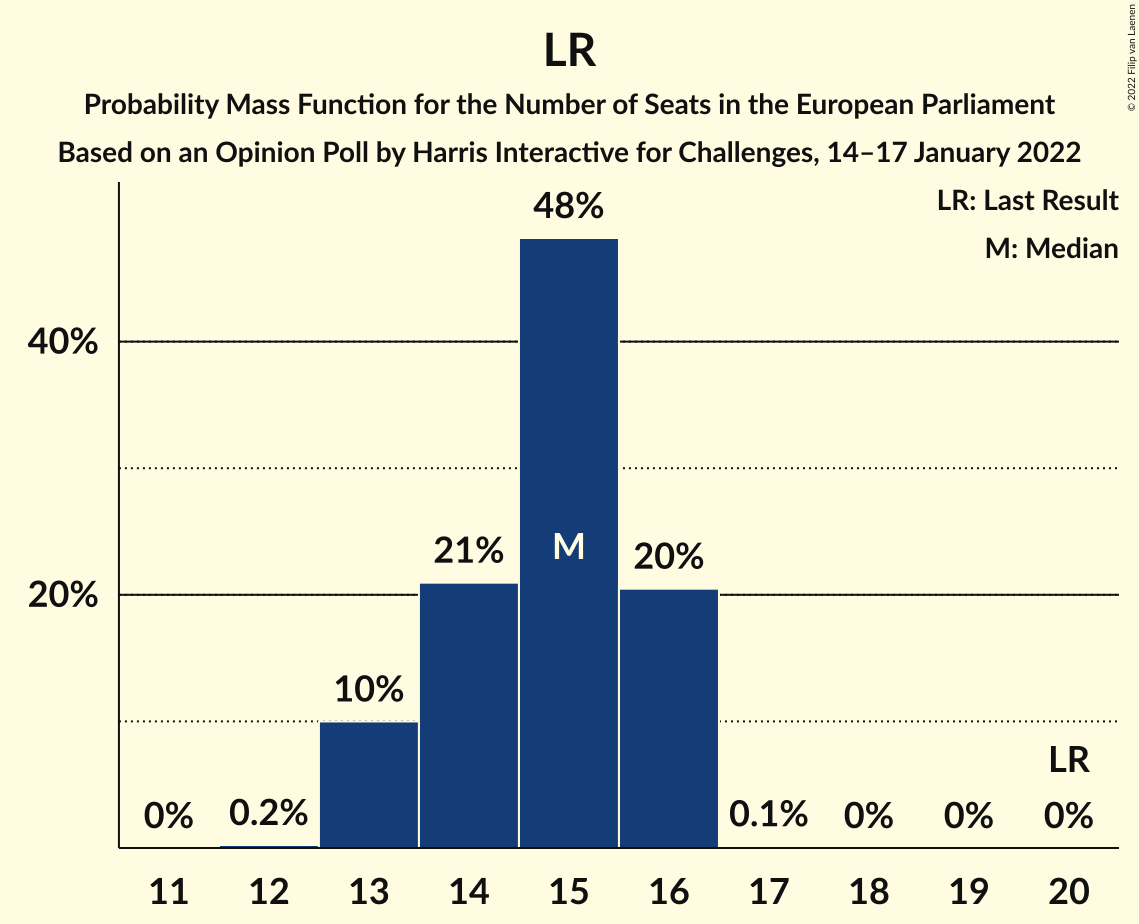 LR
Probability Mass Function for the Number of Seats in the European Parliament
Based on an Opinion Poll by Harris Interactive for Challenges, 14–17 January 2022
© 2022 Filip van Laenen
LR: Last Result
M: Median
48%
40%
21%
M
20%
20%
10%
LR
0%
0.2%
0.1%
0%
0%
0%
11
12
13
14
15
16
17
18
19
20